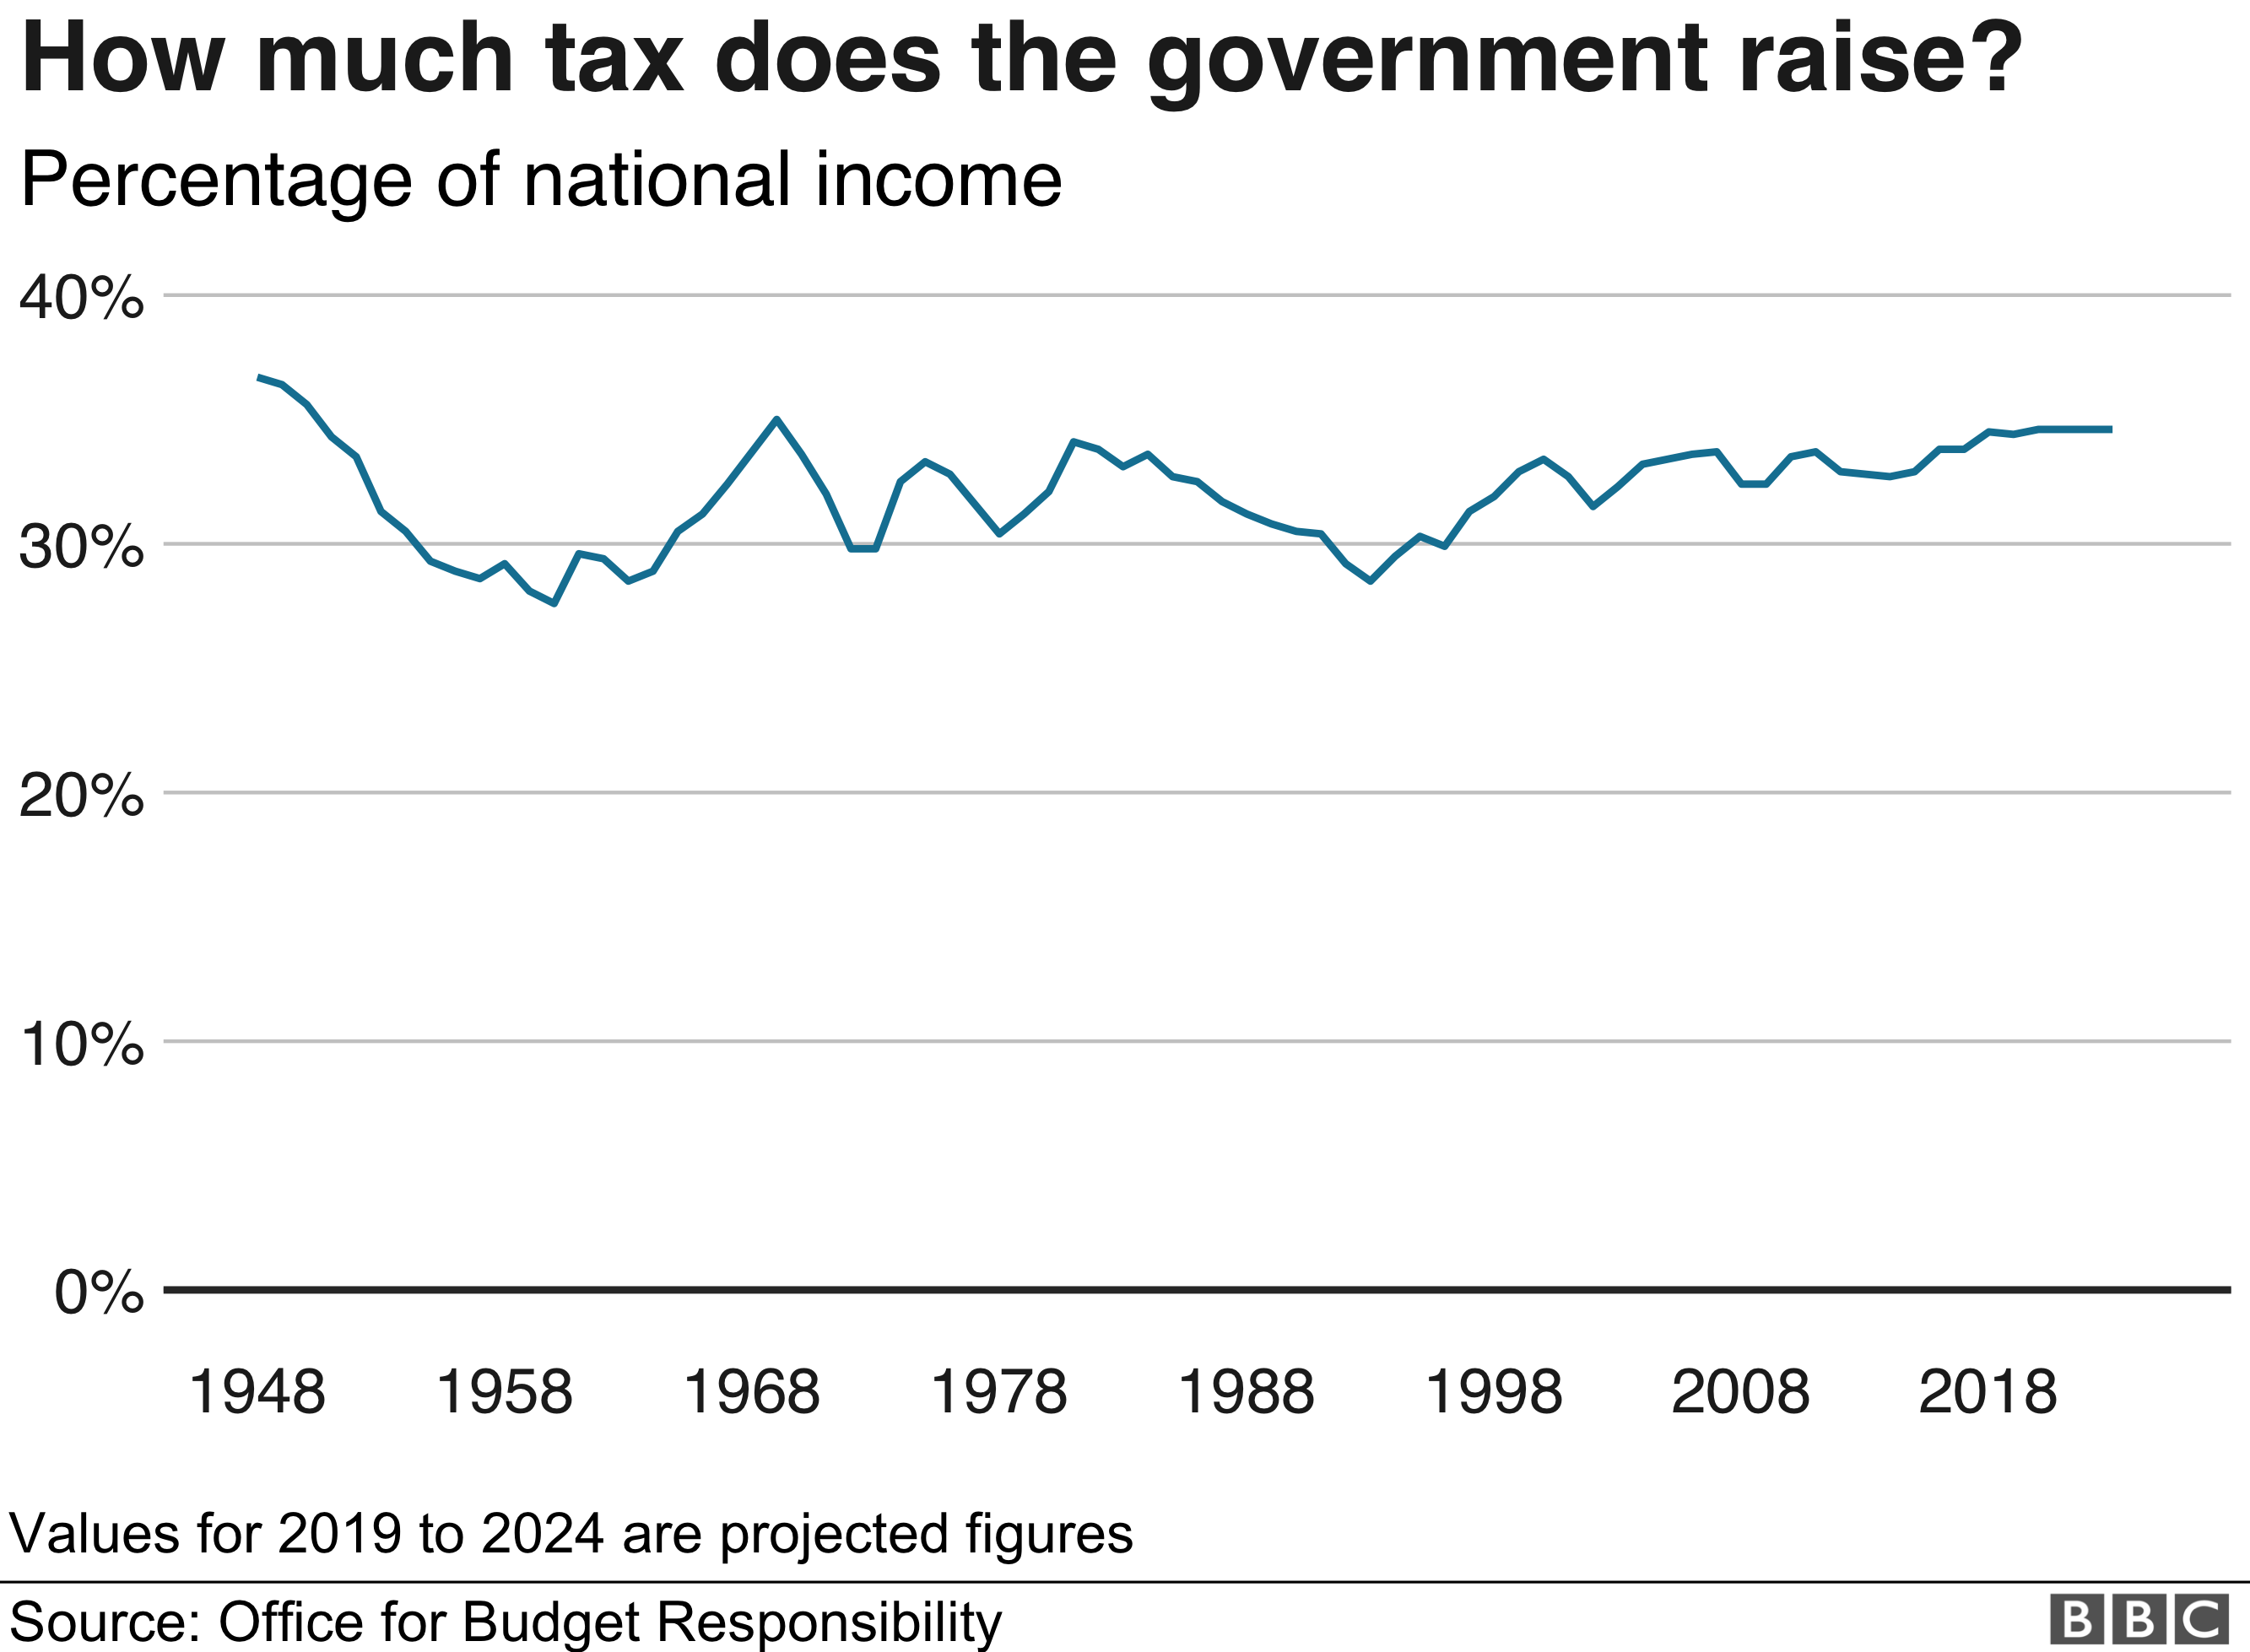 How much tax does the government raise?
Percentage of national income
40%
30%
20%
10%
0%
1948 1958 1968 1978 1988 1998 2008 2018
Values for 2019 to 2024 are projected figures
Source: Office for Budget Responsibility
BBC